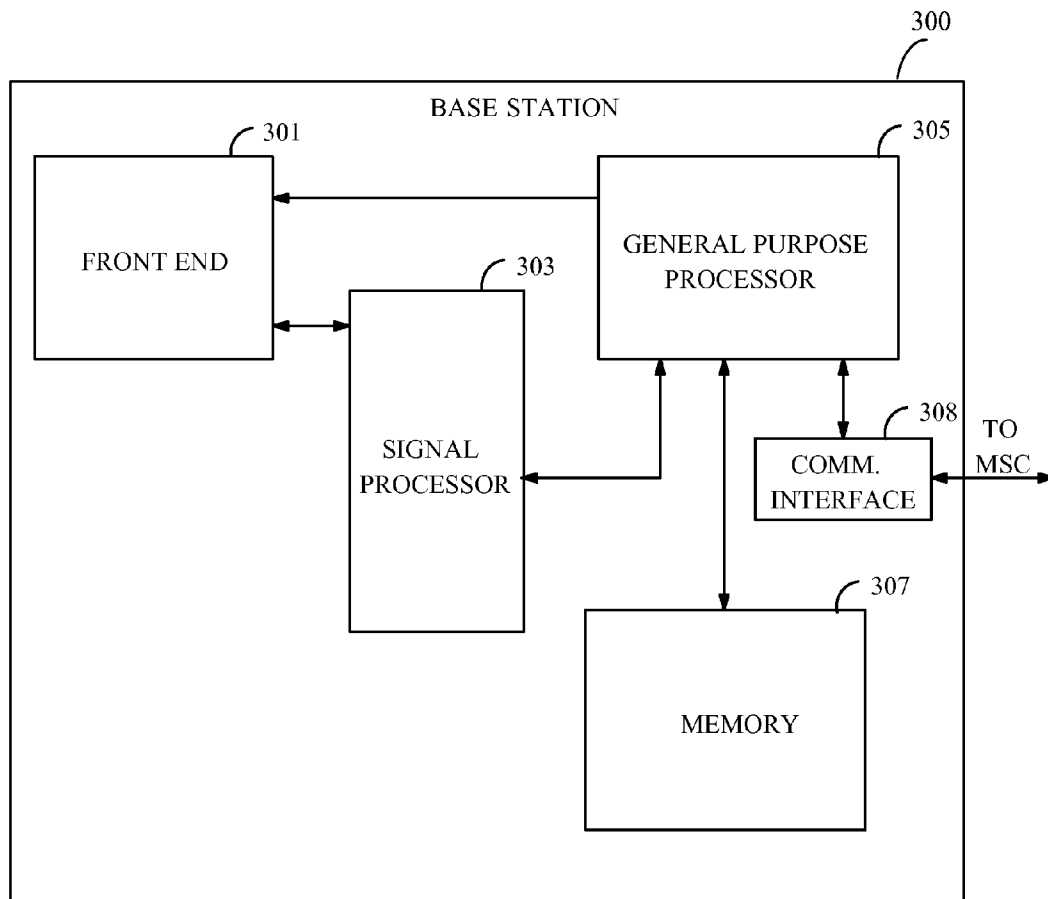 300
BASE STATION
301
305
FRONT END
GENERAL PURPOSE
PROCESSOR
303
SIGNAL
PROCESSOR
308
COMM.
INTERFACE
TO
MSC
307
MEMORY